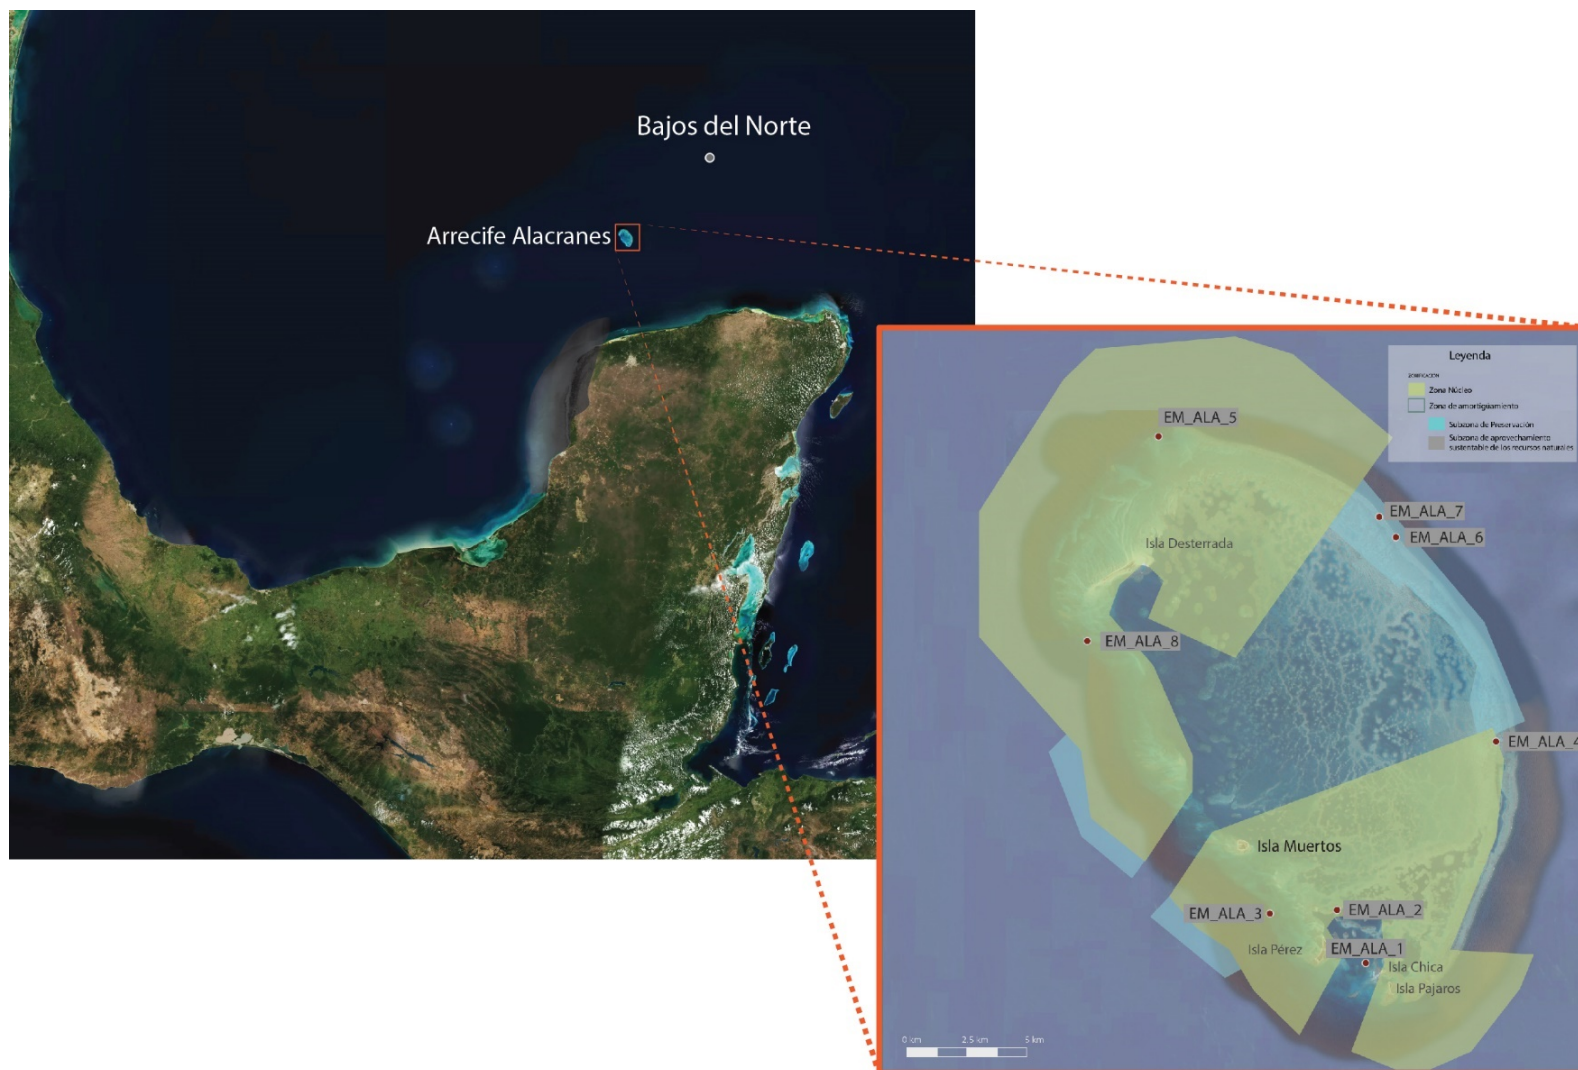 Bajos del Norte
Arrecife Alacranes
Leyenda
ZONIFICACIÓN
Zona Núcleo
Zona de amortigüamiento
Subzona de Preservación
Subzona de aprovechamiento
sustentable de los recursos naturales
EM_ALA_5
EM_ALA_7
EM_ALA_6
Isla Desterrada
EM_ALA_8
EM_ALA_4
Isla Muertos
EM_ALA_3
EM_ALA_2
Isla Pérez
EM_ALA_1
Isla Chica
Isla Pajaros
0 km 2.5 km 5 km